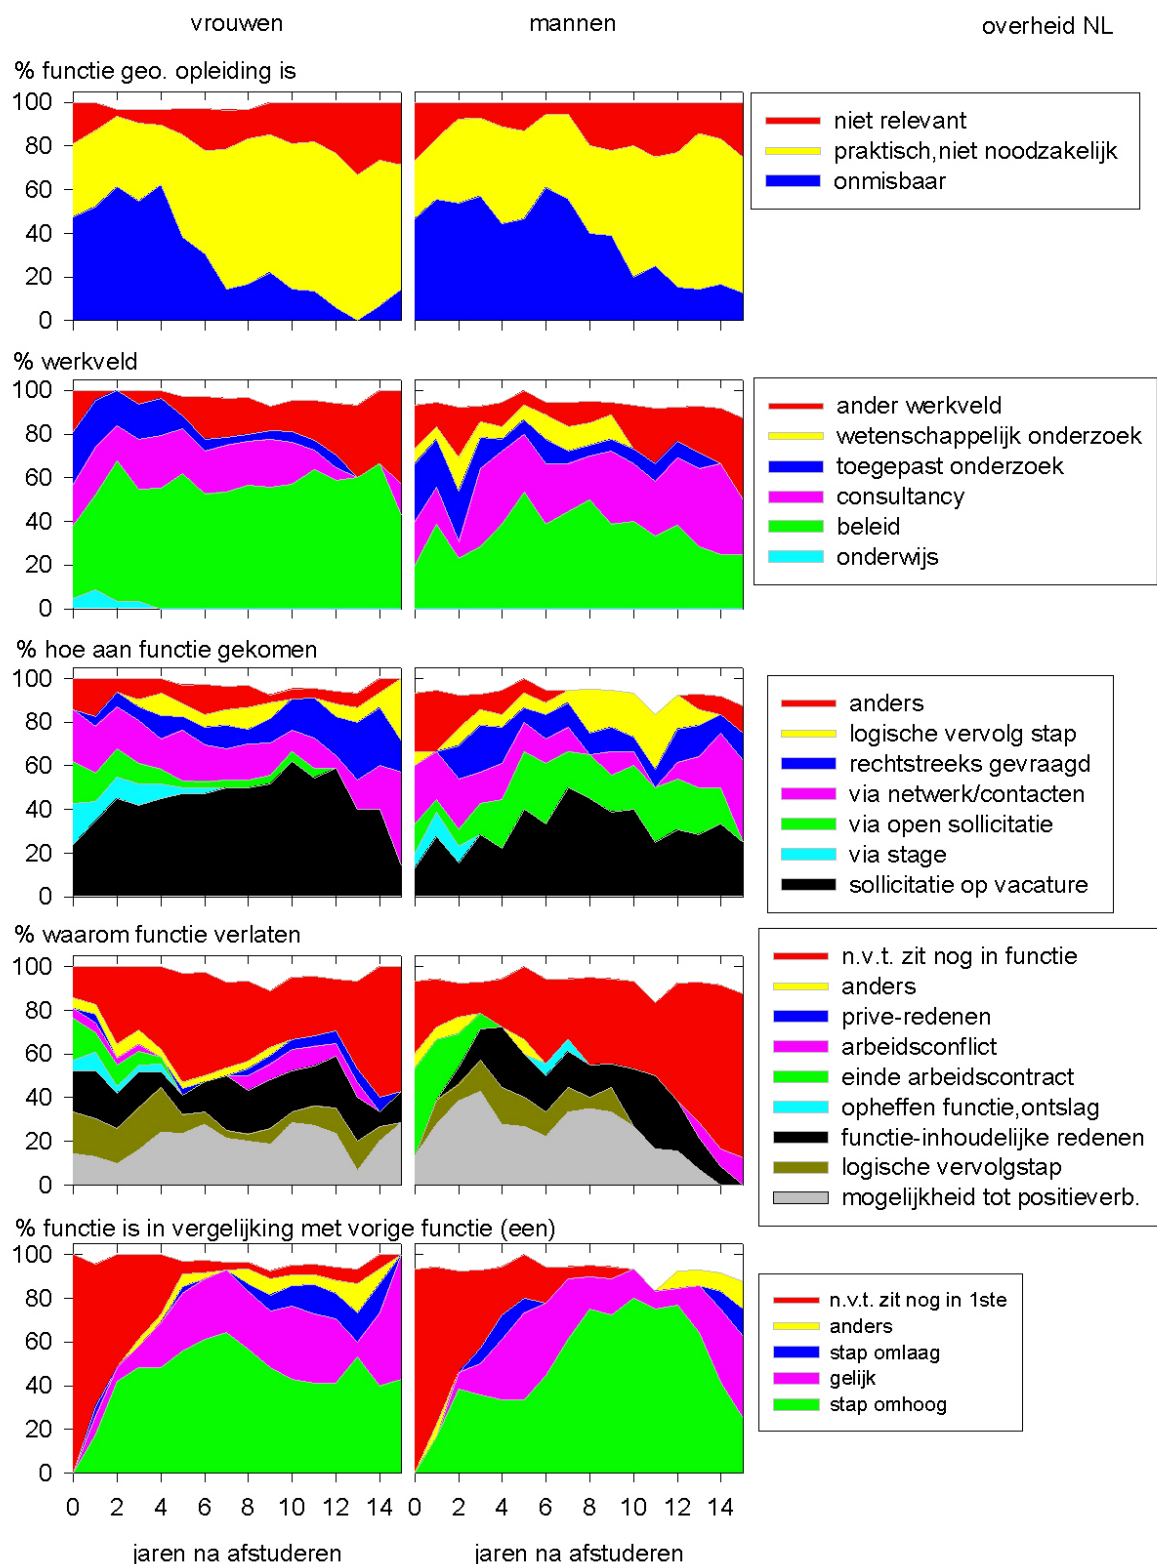 vrouwen mannen overheid NL
% functie geo. opleiding is
100
80
60
40
20
0
niet relevant
praktisch,niet noodzakelijk
onmisbaar
% werkveld
100
80
60
40
20
0
ander werkveld
wetenschappelijk onderzoek
toegepast onderzoek
consultancy
beleid
onderwijs
% hoe aan functie gekomen
100
80
60
40
20
0
anders
logische vervolg stap
rechtstreeks gevraagd
via netwerk/contacten
via open sollicitatie
via stage
sollicitatie op vacature
% waarom functie verlaten
100
80
60
40
20
0
n.v.t. zit nog in functie
anders
prive-redenen
arbeidsconflict
einde arbeidscontract
opheffen functie,ontslag
functie-inhoudelijke redenen
logische vervolgstap
mogelijkheid tot positieverb.
% functie is in vergelijking met vorige functie (een)
100
80
60
40
20
0
n.v.t. zit nog in 1ste
anders
stap omlaag
gelijk
stap omhoog
0 2 4 6 8 10 12 14 0 2 4 6 8 10 12 14
jaren na afstuderen jaren na afstuderen